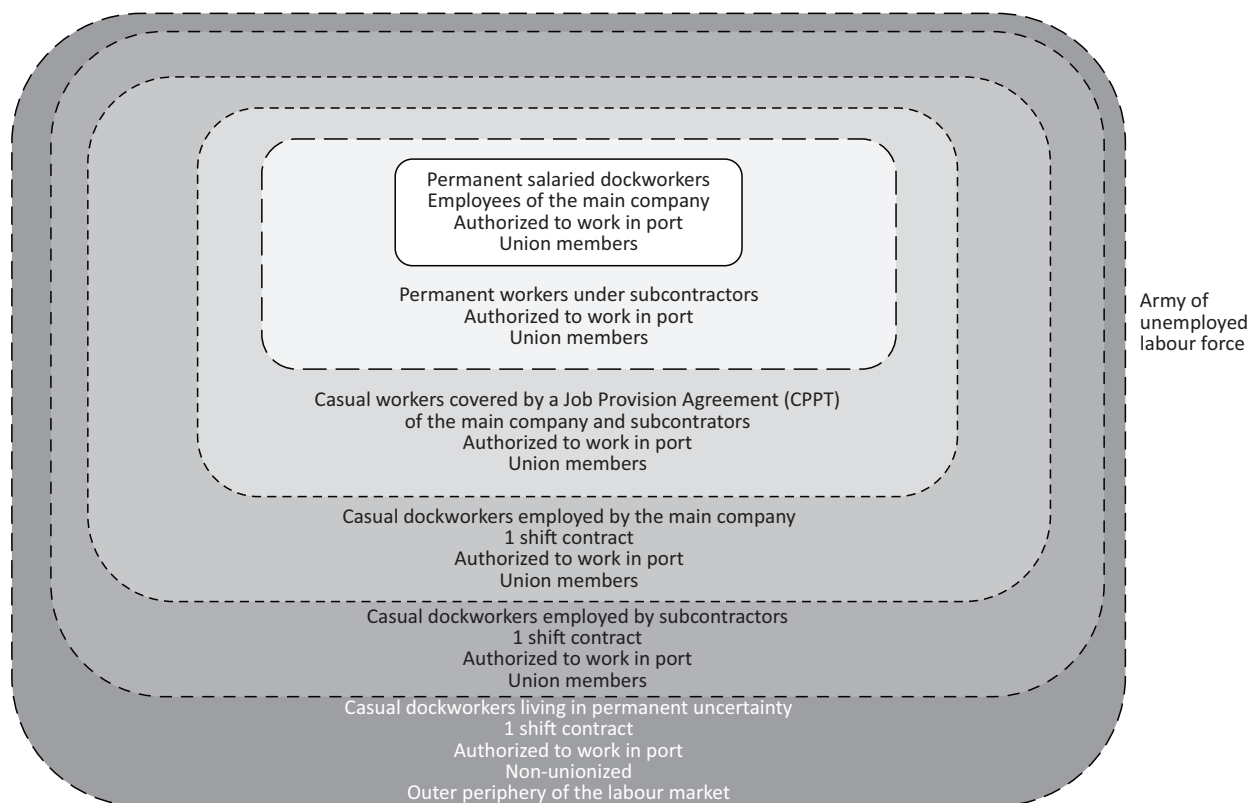 Permanent salaried dockworkers
Employees of the main company
Authorized to work in port
Union members
Permanent workers under subcontractors
Authorized to work in port
Union members
Casual workers covered by a Job Provision Agreement (CPPT)
of the main company and subcontrators
Authorized to work in port
Union members
Casual dockworkers employed by the main company
1 shift contract
Authorized to work in port
Union members
Casual dockworkers employed by subcontractors
1 shift contract
Authorized to work in port
Union members
Casual dockworkers living in permanent uncertainty
1 shift contract
Authorized to work in port
Non-unionized
Outer periphery of the labour market
Army of
unemployed
labour force